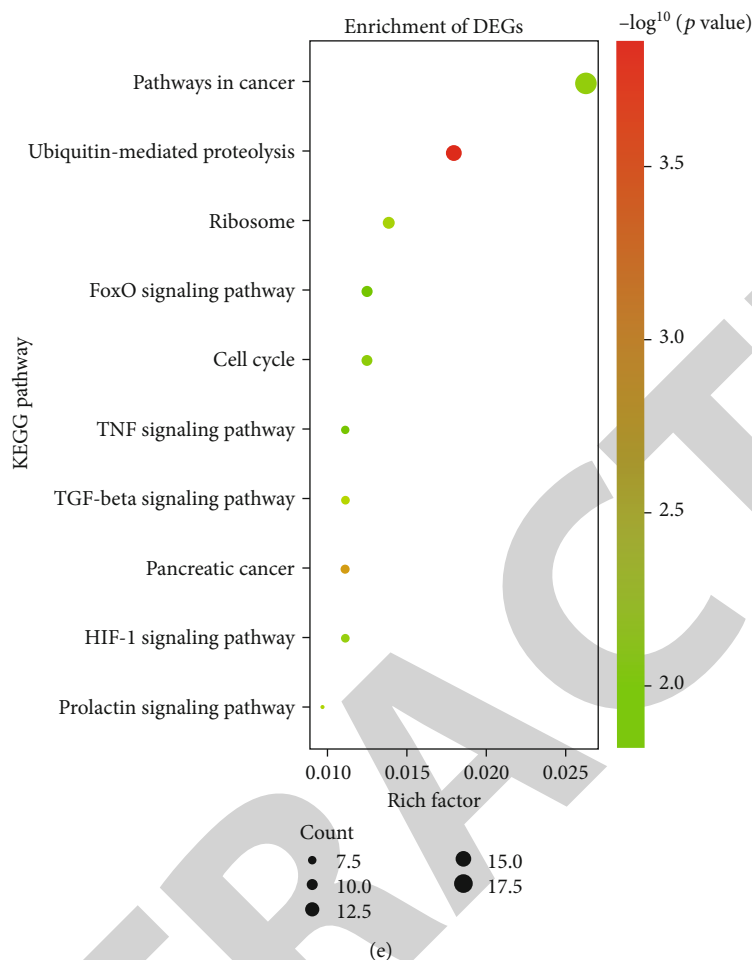 Enrichment of DEGs
–log¹⁰ (p value)
Pathways in cancer
Ubiquitin-mediated proteolysis
Ribosome
FoxO signaling pathway
Cell cycle
TNF signaling pathway
TGF-beta signaling pathway
Pancreatic cancer
HIF-1 signaling pathway
Prolactin signaling pathway
KEGG pathway
3.5
3.0
2.5
2.0
0.010 0.015 0.020 0.025
Rich factor
Count
7.5 15.0
10.0 17.5
12.5
(e)